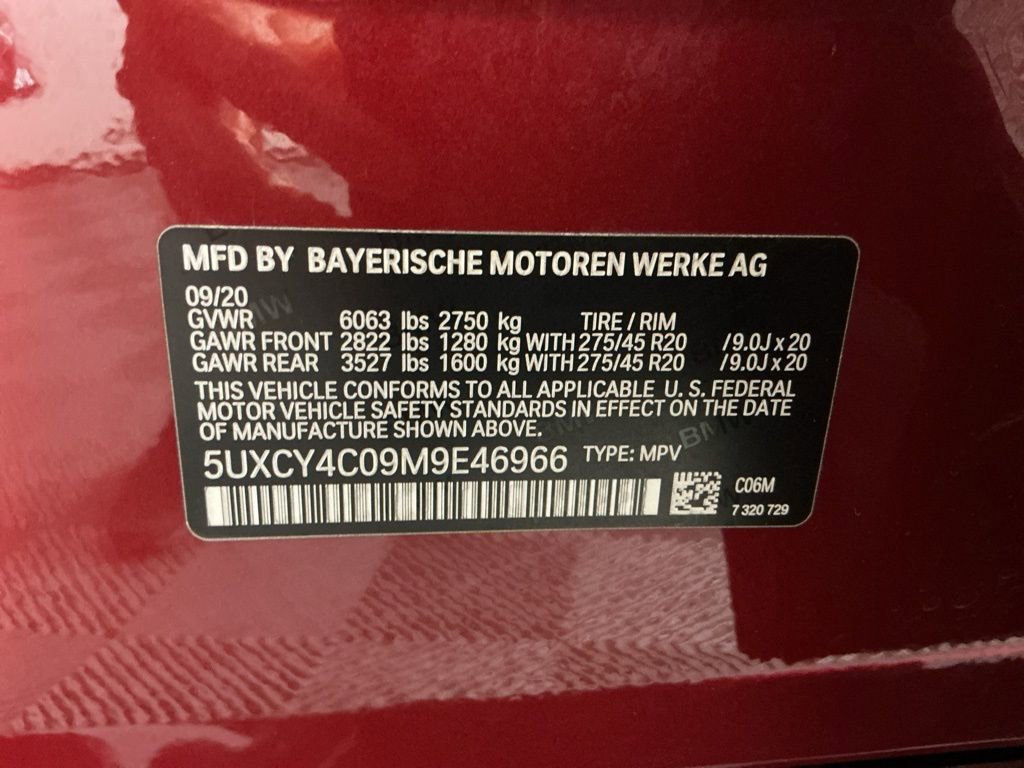 MFD BY BAYERISCHE MOTOREN WERKE AG
09/20
GVWR 6063 lbs 2750 kg TIRE / RIM
GAWR FRONT 2822 lbs 1280 kg WITH 275/45 R20 /9.0J x 20
GAWR REAR 3527 lbs 1600 kg WITH 275/45 R20 /9.0J x 20
THIS VEHICLE CONFORMS TO ALL APPLICABLE U. S. FEDERAL
MOTOR VEHICLE SAFETY STANDARDS IN EFFECT ON THE DATE
OF MANUFACTURE SHOWN ABOVE.
BMW
5UXCY4C09M9E46966 TYPE: MPV
C06M
7 320 729